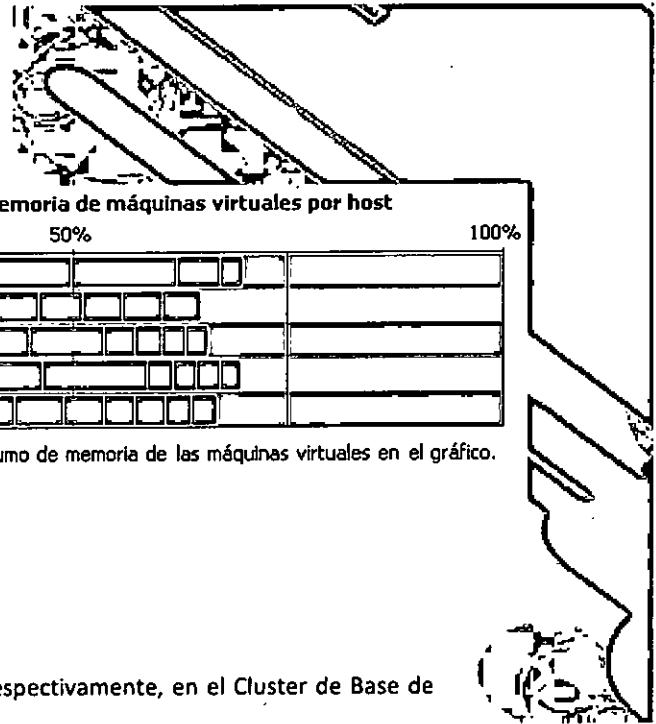 emoria de máquinas virtuales por host
50% 100%
umo de memoria de las máquinas virtuales en el gráfico.
espectivamente, en el Cluster de Base de